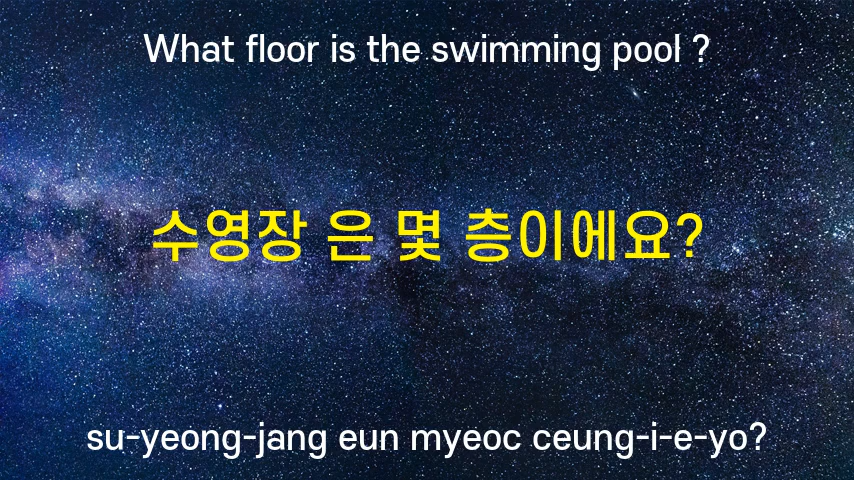 What floor is the swimming pool ?
수영장 은 몇 층이에요?
su-yeong-jang eun myeoc ceung-i-e-yo?